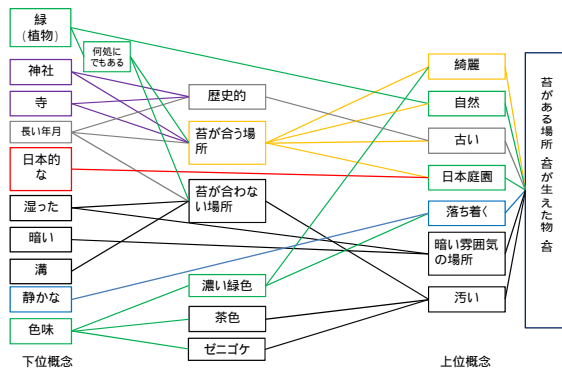 緑
(植物)
何処に
でもある
神社
寺
長い年月
日本的
な
湿った
暗い
溝
静かな
色味
下位概念
歴史的
苔が合う場
所
苔が合わな
い場所
濃い緑色
茶色
ゼニゴケ
綺麗
自然
古い
日本庭園
落ち着く
暗い雰囲気
の場所
汚い
上位概念
苔がある場所 苔が生えた物 苔